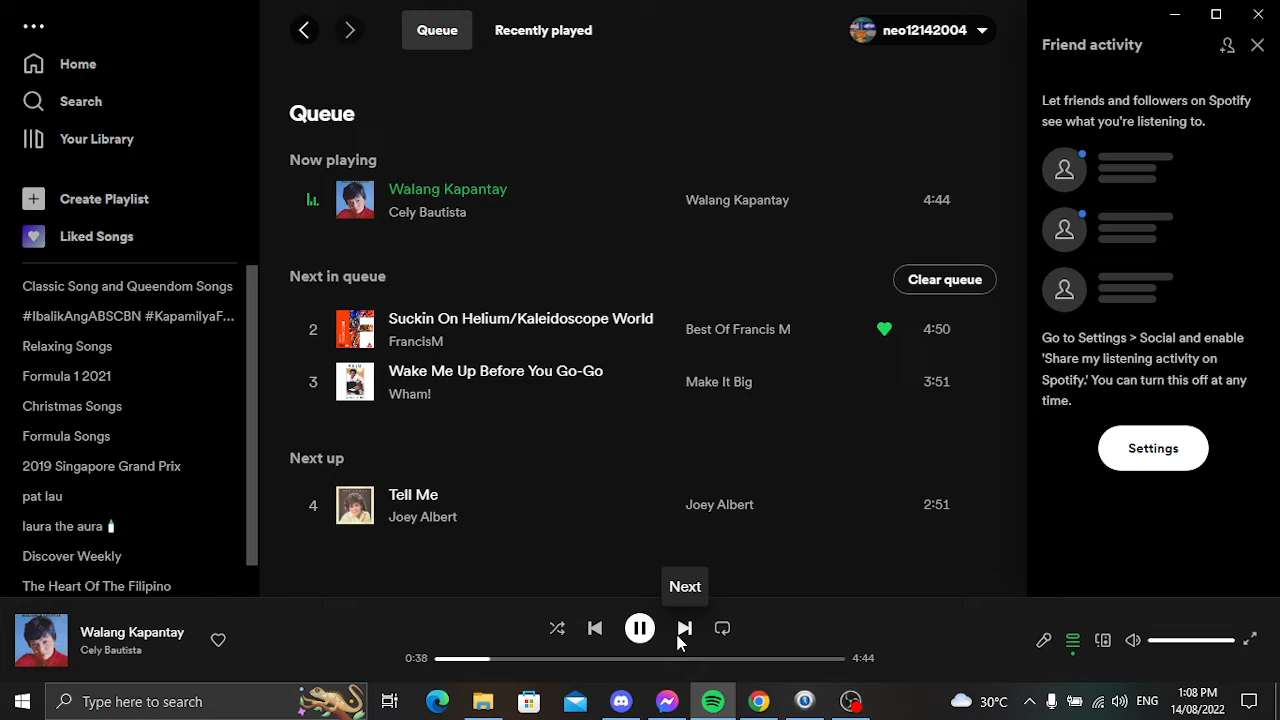 Home
Search
Your Library
Create Playlist
Liked Songs
Classic Song and Queendom Songs
#IbalikAngABSCBN #KapamilyaF...
Relaxing Songs
Formula 1 2021
Christmas Songs
Formula Songs
2019 Singapore Grand Prix
pat lau
laura the aura
Discover Weekly
The Heart Of The Filipino
Queue
Recently played
neo12142004
Queue
Now playing
Walang Kapantay
Cely Bautista
Walang Kapantay
4:44
Next in queue
Clear queue
2
Suckin On Helium/Kaleidoscope World
FrancisM
Best Of Francis M
4:50
3
Wake Me Up Before You Go-Go
Wham!
Make It Big
3:51
Next up
4
Tell Me
Joey Albert
Joey Albert
2:51
Friend activity
Let friends and followers on Spotify
see what you're listening to.
Go to Settings > Social and enable
'Share my listening activity on
Spotify.' You can turn this off at any
time.
Settings
Next
Walang Kapantay
Cely Bautista
0:38
4:44
Type here to search
30°C
ENG
1:08 PM
14/08/2022